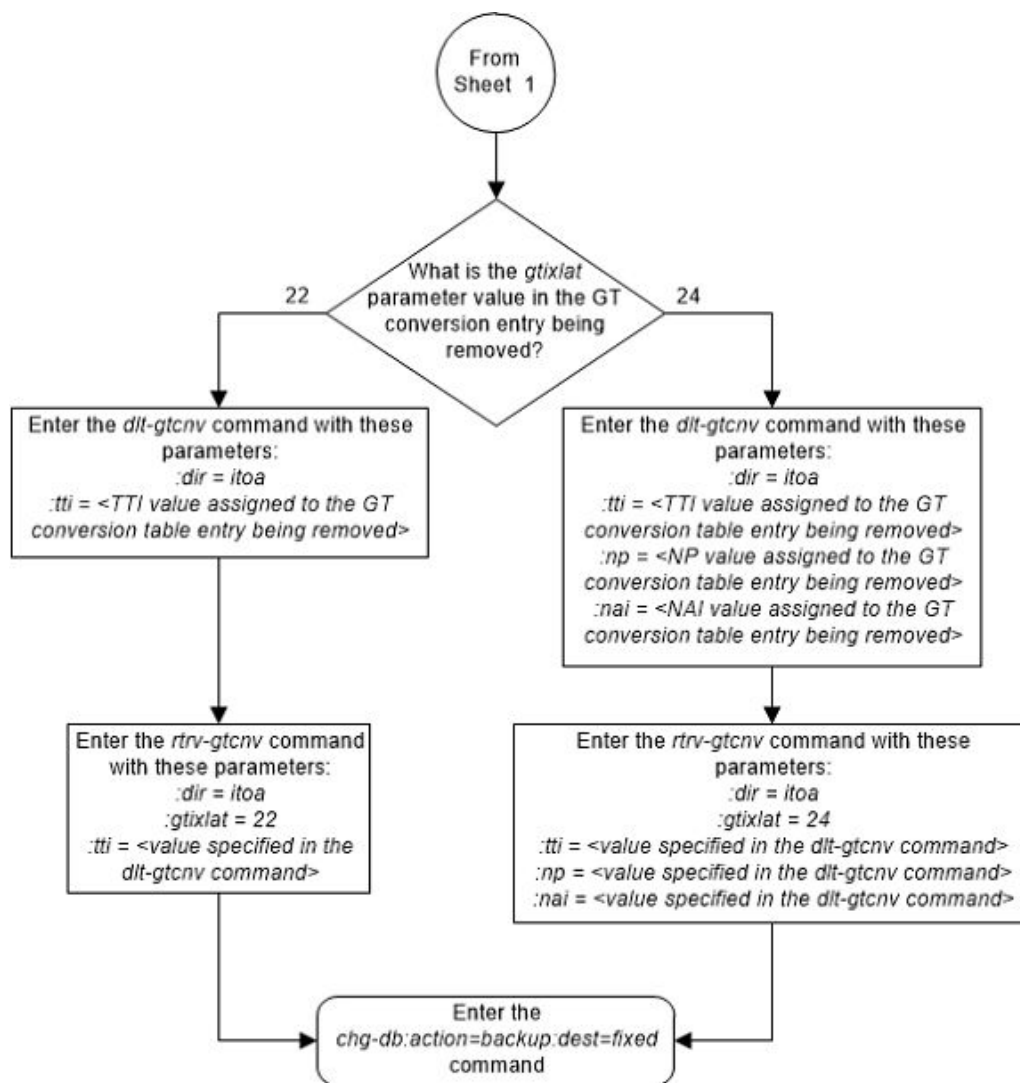 From
Sheet 1
What is the gtixlat
parameter value in the GT
conversion entry being
removed?
22
24
Enter the dlt-gtcnv command with these
parameters:
:dir = itoa
:tti = <TTI value assigned to the GT
conversion table entry being removed>
Enter the dlt-gtcnv command with these
parameters:
:dir = itoa
:tti = <TTI value assigned to the GT
conversion table entry being removed>
:np = <NP value assigned to the GT
conversion table entry being removed>
:nai = <NAI value assigned to the GT
conversion table entry being removed>
Enter the rtrv-gtcnv command
with these parameters:
:dir = itoa
:gtixlat = 22
:tti = <value specified in the
dlt-gtcnv command>
Enter the rtrv-gtcnv command with these
parameters:
:dir = itoa
:gtixlat = 24
:tti = <value specified in the dlt-gtcnv command>
:np = <value specified in the dlt-gtcnv command>
:nai = <value specified in the dlt-gtcnv command>
Enter the
chg-db:action=backup:dest=fixed
command